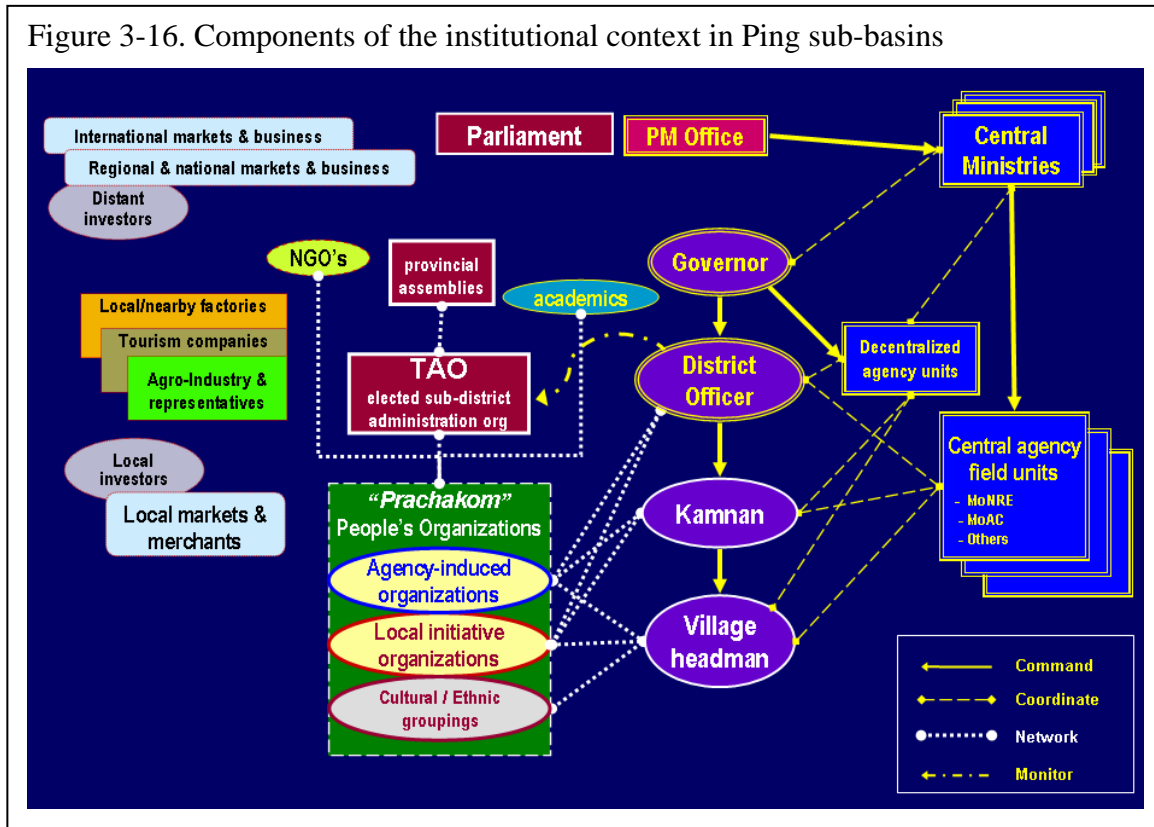 Figure 3-16. Components of the institutional context in Ping sub-basins
International markets & business
Regional & national markets & business
Distant
investors
Parliament
PM Office
Central
Ministries
NGO's
provincial
assemblies
academics
Governor
Local/nearby factories
Tourism companies
Agro-Industry &
representatives
TAO
elected sub-district
administration org
District
Officer
Decentralized
agency units
Local
investors
Local markets &
merchants
"Prachakom"
People's Organizations
Agency-induced
organizations
Local initiative
organizations
Cultural / Ethnic
groupings
Kamnan
Village
headman
Central agency
field units
- MoNRE
- MoAC
- Others
Command
Coordinate
Network
Monitor